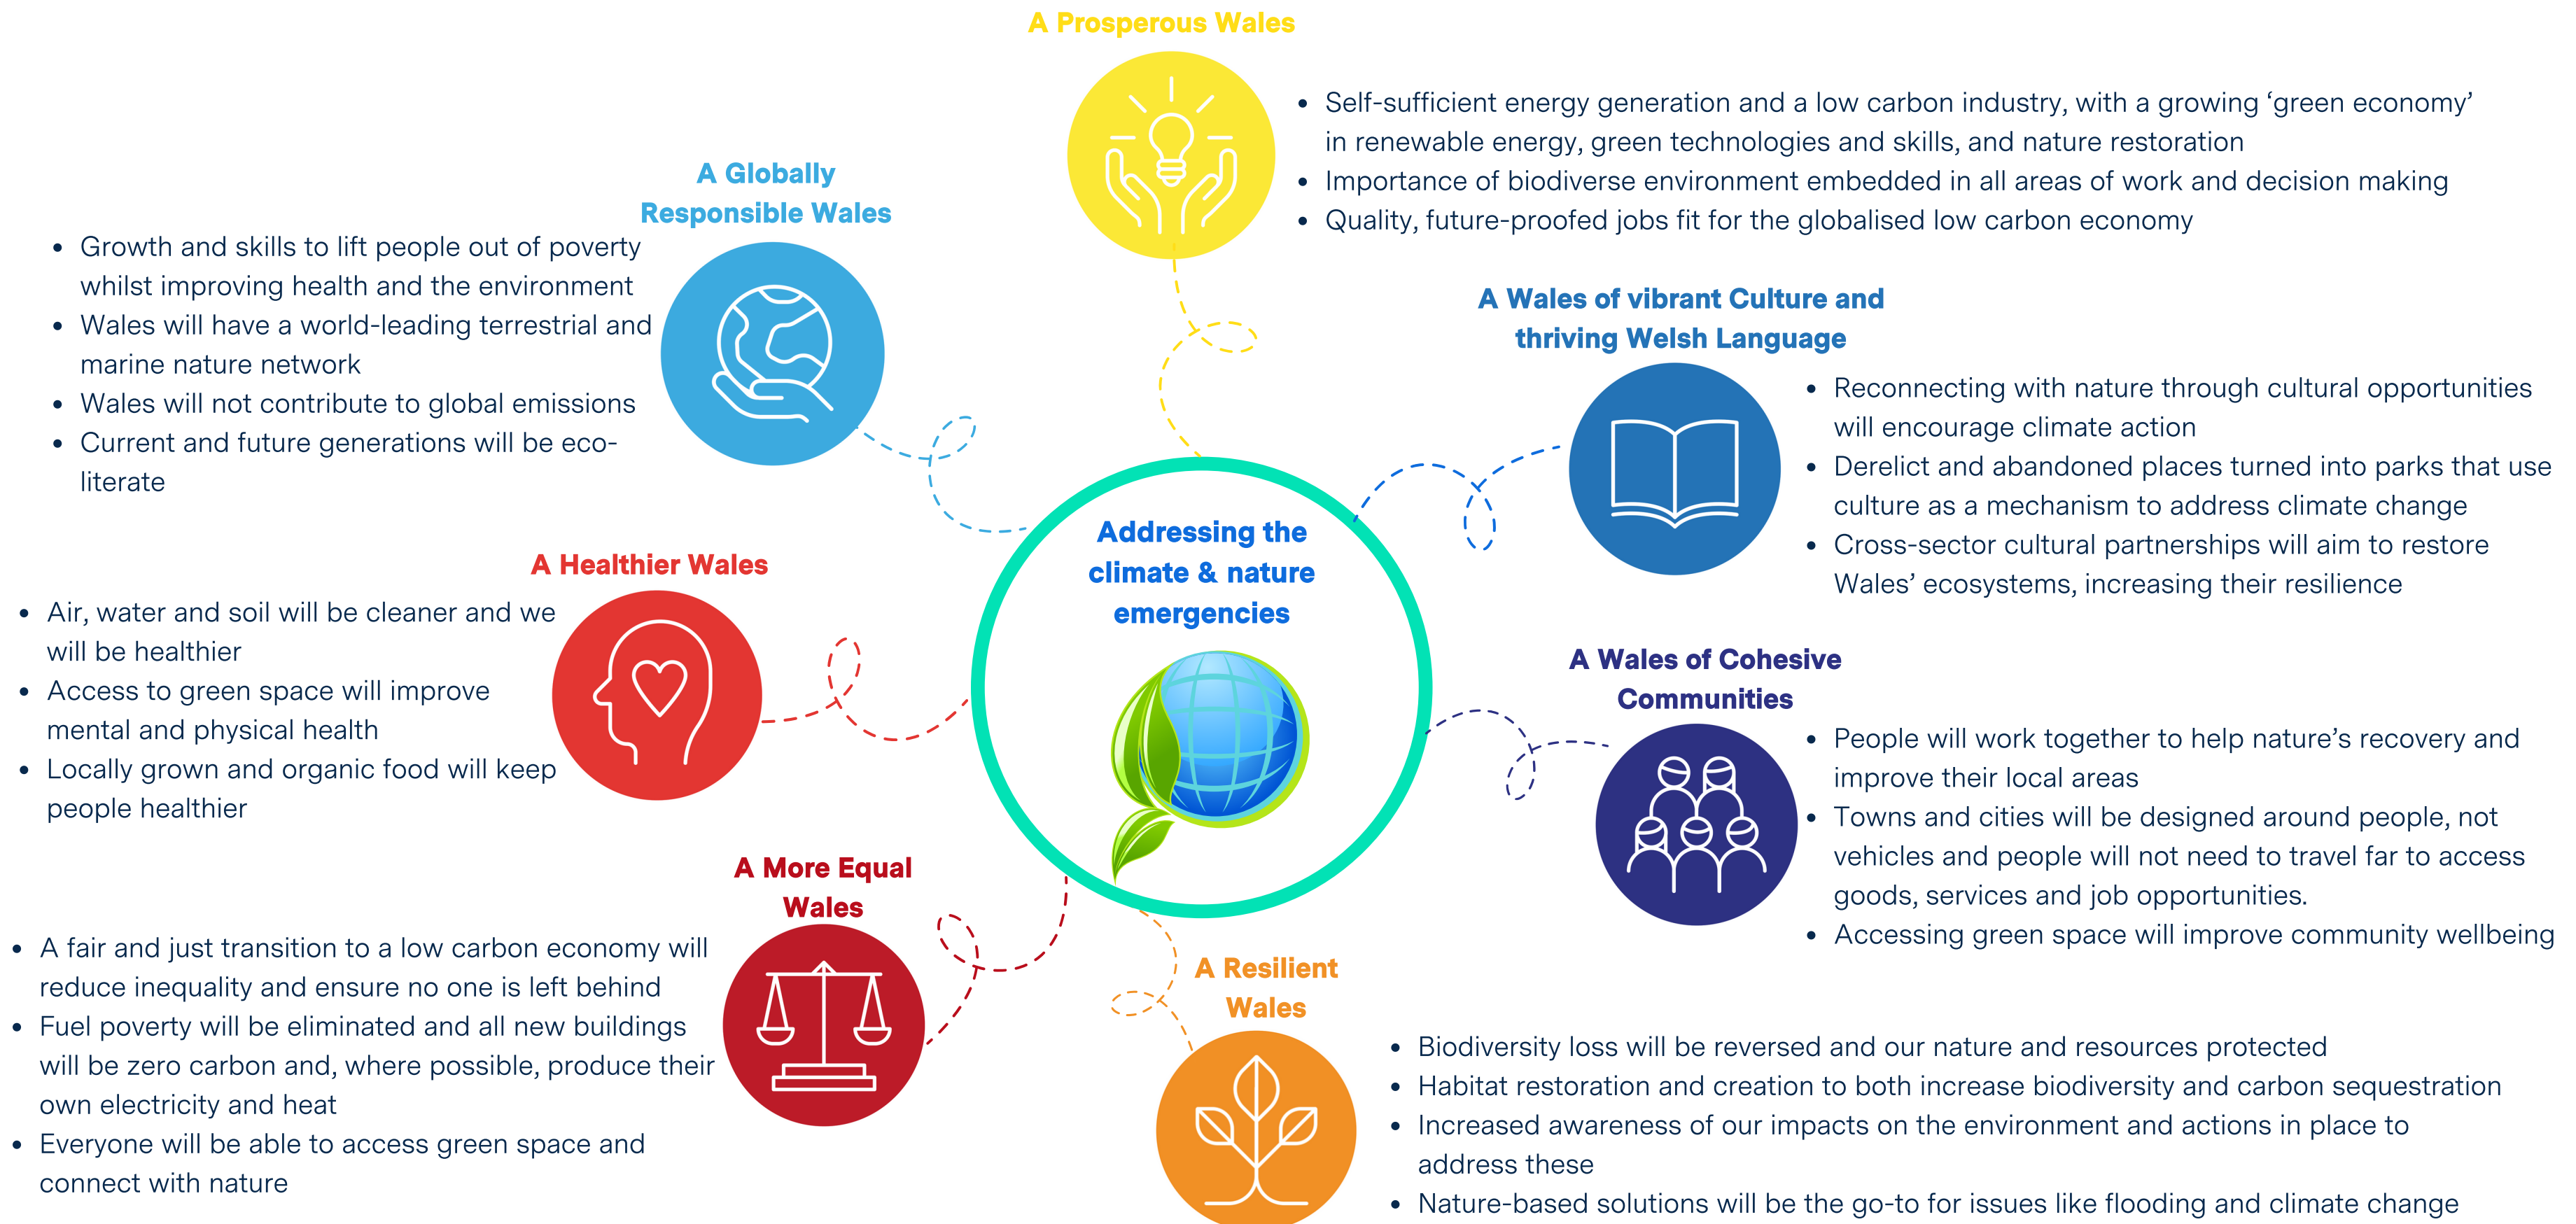 A Prosperous Wales
• Self-sufficient energy generation and a low carbon industry, with a growing ‘green economy’
in renewable energy, green technologies and skills, and nature restoration
• Importance of biodiverse environment embedded in all areas of work and decision making
• Quality, future-proofed jobs fit for the globalised low carbon economy
A Globally
Responsible Wales
• Growth and skills to lift people out of poverty
whilst improving health and the environment
• Wales will have a world-leading terrestrial and
marine nature network
• Wales will not contribute to global emissions
• Current and future generations will be eco-
literate
A Wales of vibrant Culture and
thriving Welsh Language
• Reconnecting with nature through cultural opportunities
will encourage climate action
• Derelict and abandoned places turned into parks that use
culture as a mechanism to address climate change
• Cross-sector cultural partnerships will aim to restore
Wales’ ecosystems, increasing their resilience
Addressing the
climate & nature
emergencies
A Healthier Wales
• Air, water and soil will be cleaner and we
will be healthier
• Access to green space will improve
mental and physical health
• Locally grown and organic food will keep
people healthier
A Wales of Cohesive
Communities
• People will work together to help nature’s recovery and
improve their local areas
• Towns and cities will be designed around people, not
vehicles and people will not need to travel far to access
goods, services and job opportunities.
• Accessing green space will improve community wellbeing
A More Equal
Wales
• A fair and just transition to a low carbon economy will
reduce inequality and ensure no one is left behind
• Fuel poverty will be eliminated and all new buildings
will be zero carbon and, where possible, produce their
own electricity and heat
• Everyone will be able to access green space and
connect with nature
A Resilient
Wales
• Biodiversity loss will be reversed and our nature and resources protected
• Habitat restoration and creation to both increase biodiversity and carbon sequestration
• Increased awareness of our impacts on the environment and actions in place to
address these
• Nature-based solutions will be the go-to for issues like flooding and climate change